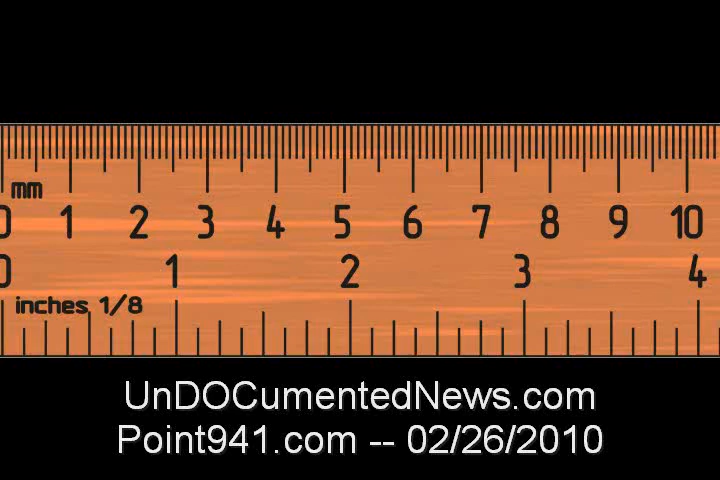 mm
0 1 2 3 4 5 6 7 8 9 10
0 1 2 3 4
inches 1/8
UnDOCumentedNews.com
Point941.com -- 02/26/2010